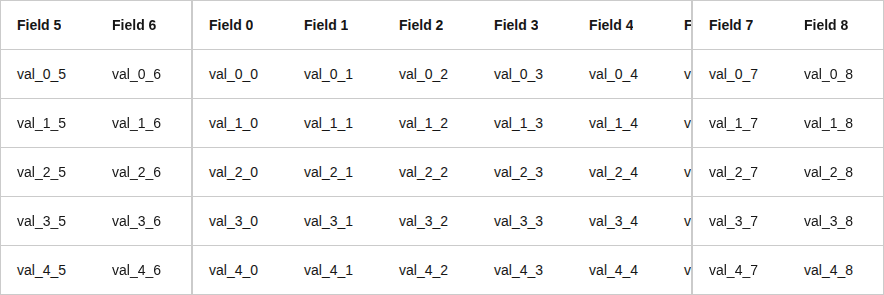 Field 5 Field 6 Field 0 Field 1 Field 2 Field 3 Field 4 Field 7 Field 8
val_0_5 val_0_6 val_0_0 val_0_1 val_0_2 val_0_3 val_0_4 val_0_7 val_0_8
val_1_5 val_1_6 val_1_0 val_1_1 val_1_2 val_1_3 val_1_4 val_1_7 val_1_8
val_2_5 val_2_6 val_2_0 val_2_1 val_2_2 val_2_3 val_2_4 val_2_7 val_2_8
val_3_5 val_3_6 val_3_0 val_3_1 val_3_2 val_3_3 val_3_4 val_3_7 val_3_8
val_4_5 val_4_6 val_4_0 val_4_1 val_4_2 val_4_3 val_4_4 val_4_7 val_4_8